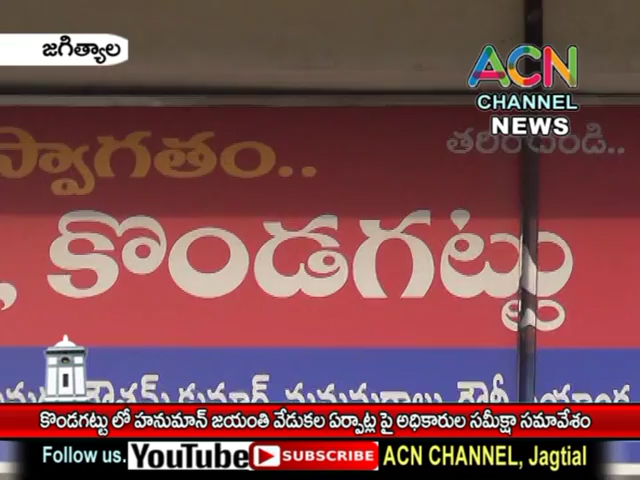 జగిత్యాల
ACN
CHANNEL
NEWS
స్వాగతం..
కొండగట్టు
కొండగట్టు లో హనుమాన్ జయంతి వేడుకల ఏర్పాట్ల పై అధికారుల సమీక్షా సమావేశం
Follow us. YouTube SUBSCRIBE ACN CHANNEL, Jagtial